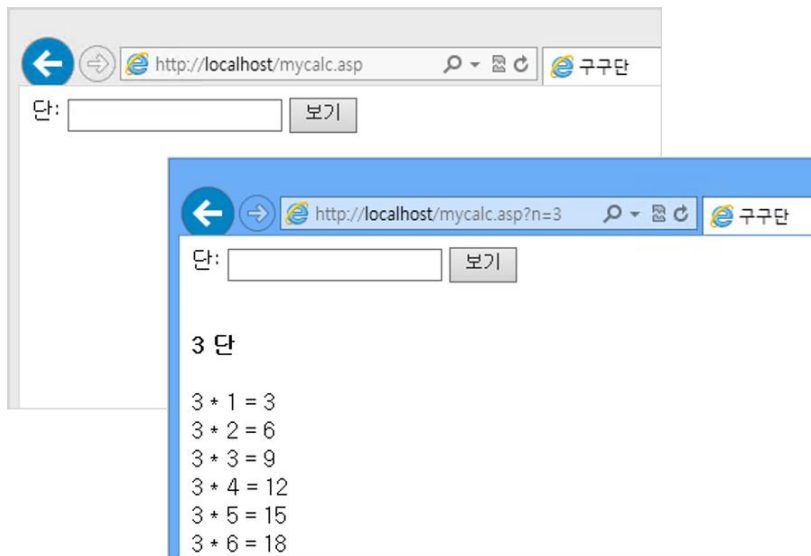 http://localhost/mycalc.asp
구구단
단:
보기
http://localhost/mycalc.asp?n=3
구구단
단:
보기
3 단
3 * 1 = 3
3 * 2 = 6
3 * 3 = 9
3 * 4 = 12
3 * 5 = 15
3 * 6 = 18